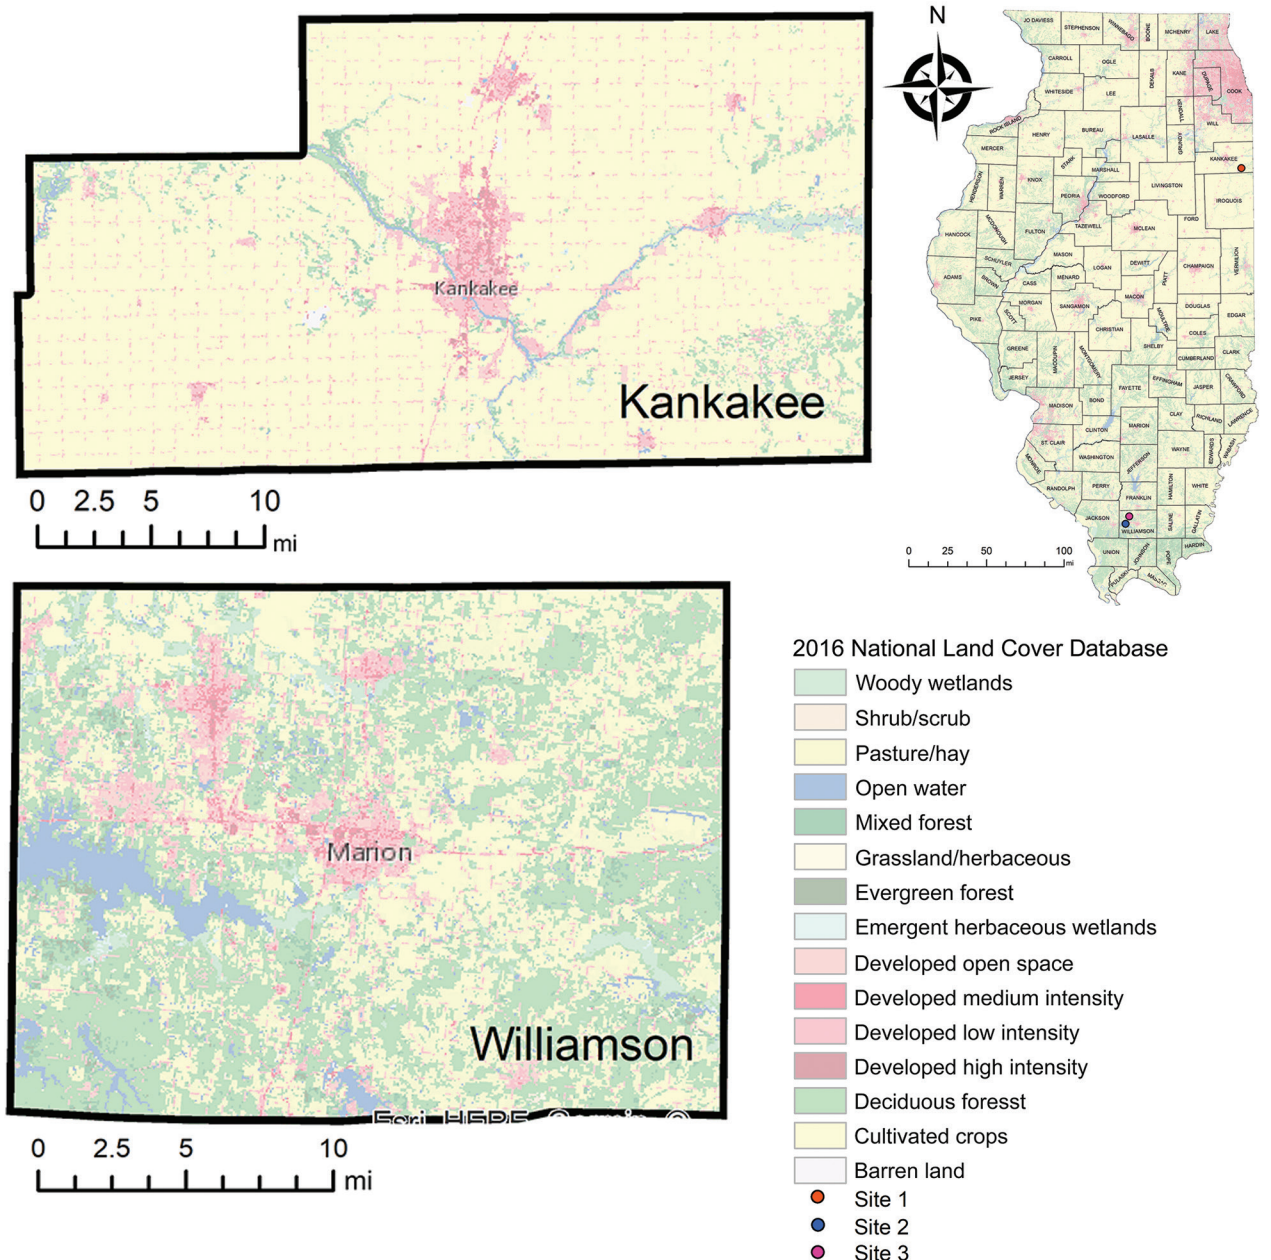 Kankakee
Kankakee
0 2.5 5 10
mi
N
JO DAVIESS
STEPHENSON
WINNEBAGO
BOONE
MCHENRY
LAKE
CARROLL
OGLE
DEKALB
KANE
DUPAGE
COOK
WHITESIDE
LEE
KENDALL
WILL
ROCK ISLAND
HENRY
BUREAU
LASALLE
GRUNDY
MERCER
STARK
MARSHALL
KANKAKEE
HENDERSON
WARREN
KNOX
PEORIA
WOODFORD
LIVINGSTON
IROQUOIS
HANCOCK
MCDONOUGH
FULTON
TAZEWELL
MCLEAN
FORD
SCHUYLER
MASON
LOGAN
DEWITT
PIATT
CHAMPAIGN
VERMILION
ADAMS
BROWN
CASS
MENARD
MORGAN
SANGAMON
MACON
DOUGLAS
EDGAR
PIKE
SCOTT
CHRISTIAN
MOULTRIE
COLES
GREENE
MACOUPIN
MONTGOMERY
SHELBY
CUMBERLAND
CLARK
JERSEY
FAYETTE
EFFINGHAM
JASPER
CRAWFORD
MADISON
BOND
CLAY
RICHLAND
LAWRENCE
CLINTON
MARION
ST. CLAIR
WASHINGTON
JEFFERSON
WAYNE
EDWARDS
WABASH
MONROE
RANDOLPH
PERRY
FRANKLIN
HAMILTON
WHITE
JACKSON
WILLIAMSON
SALINE
GALLATIN
UNION
JOHNSON
POPE
HARDIN
PULASKI
0 25 50 100
mi
Marion
Williamson
Esri, HERE, Garmin, ©
0 2.5 5 10
mi
2016 National Land Cover Database
Woody wetlands
Shrub/scrub
Pasture/hay
Open water
Mixed forest
Grassland/herbaceous
Evergreen forest
Emergent herbaceous wetlands
Developed open space
Developed medium intensity
Developed low intensity
Developed high intensity
Deciduous foresst
Cultivated crops
Barren land
Site 1
Site 2
Site 3